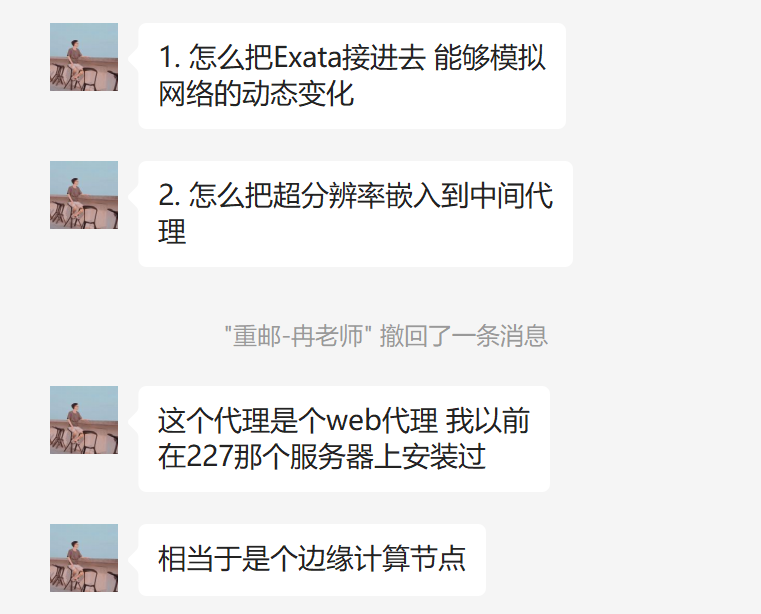 1. 怎么把Exata接进去 能够模拟
网络的动态变化
2. 怎么把超分辨率嵌入到中间代
理
"重邮-冉老师" 撤回了一条消息
这个代理是个web代理 我以前
在227那个服务器上安装过
相当于是个边缘计算节点